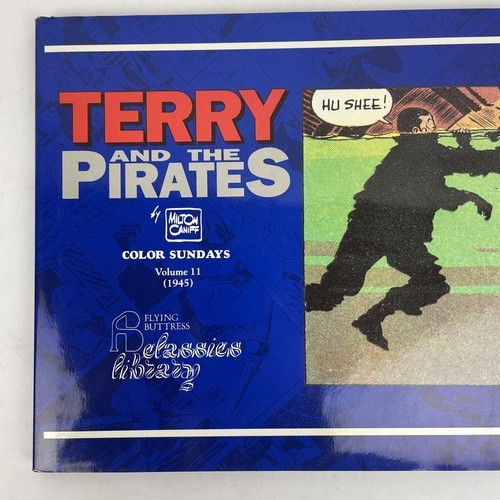 TERRY
AND THE
PIRATES
by MILTON
CANIFF
COLOR SUNDAYS
Volume 11
(1945)
FLYING
BUTTRESS
classics
library
HU SHEE!